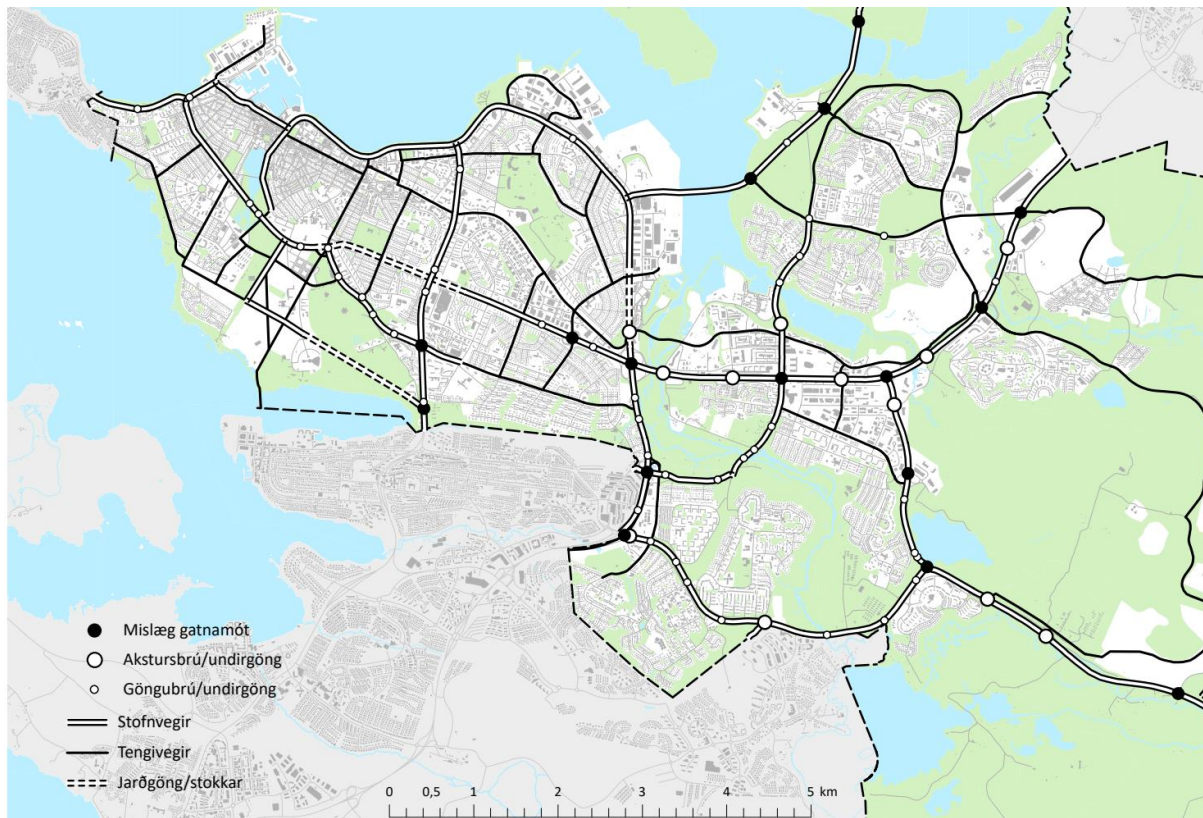 Mislæg gatnamót
Akstursbrú/undirgöng
Göngubrú/undirgöng
Stofnvegir
Tengivegir
Jarðgöng/stokkar
0 0,5 1 2 3 4 5 km